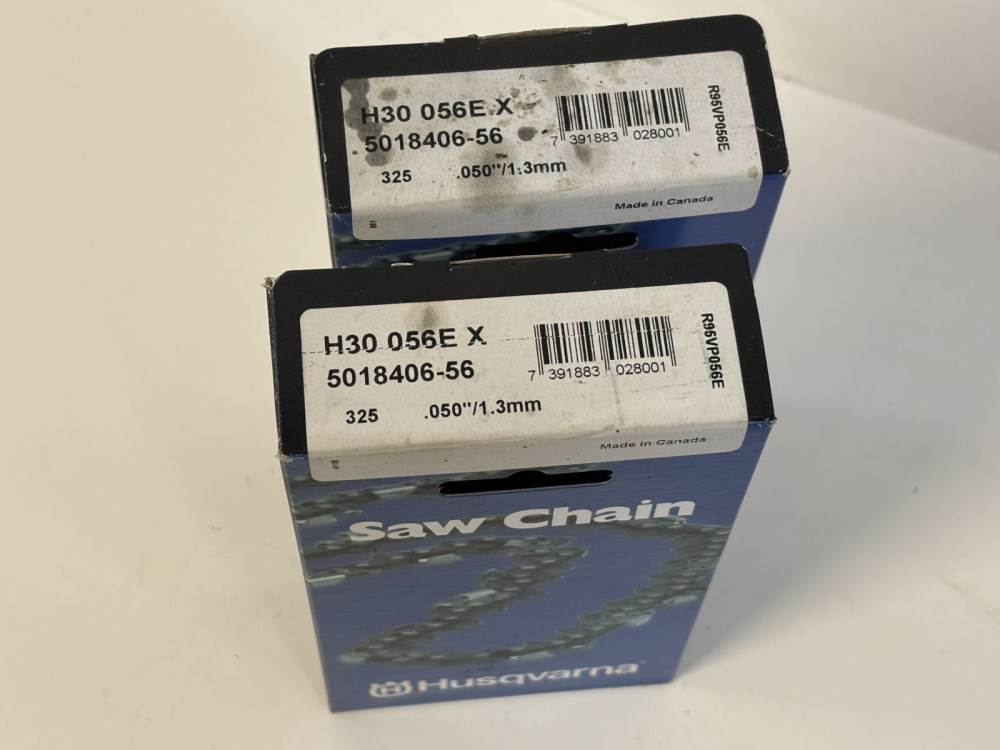 H30 056E X
5018406-56
7 391883 028001
325 .050"/1.3mm
Made in Canada
R95VP056E
H30 056E X
5018406-56
7 391883 028001
325 .050"/1.3mm
Made in Canada
R95VP056E
Saw Chain
Husqvarna